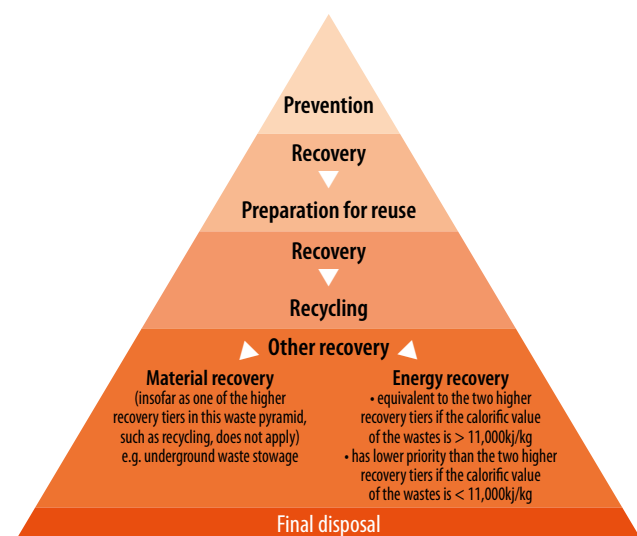 Prevention
Recovery
Preparation for reuse
Recovery
Recycling
Other recovery
Material recovery
(insofar as one of the higher
recovery tiers in this waste pyramid,
such as recycling, does not apply)
e.g. underground waste stowage
Energy recovery
• equivalent to the two higher
recovery tiers if the calorific value
of the wastes is > 11,000kj/kg
• has lower priority than the two higher
recovery tiers if the calorific value
of the wastes is < 11,000kj/kg
Final disposal